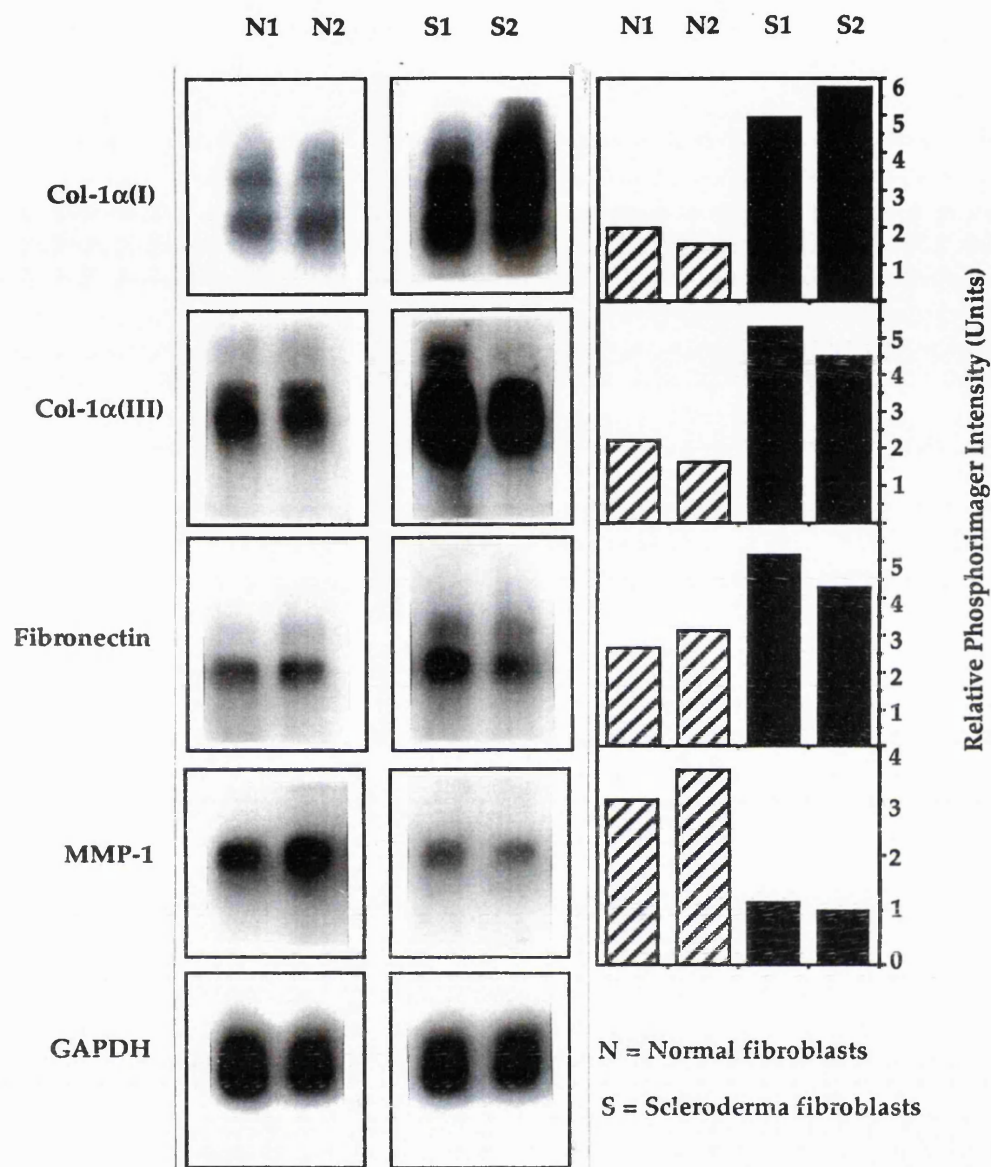 N1 N2 S1 S2 N1 N2 S1 S2
Col-1α(I)
6
5
4
3
2
1
Col-1α(III)
5
4
3
2
1
Fibronectin
5
4
3
2
1
MMP-1
4
3
2
1
0
Relative Phosphorimager Intensity (Units)
GAPDH
N = Normal fibroblasts
S = Scleroderma fibroblasts